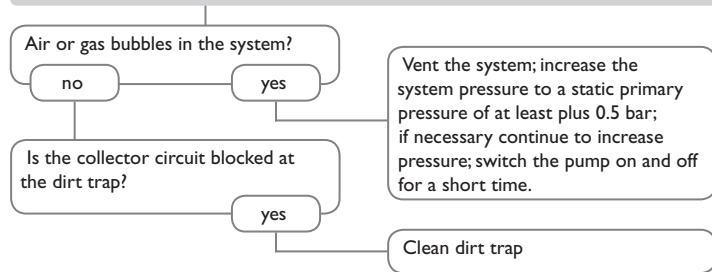 Air or gas bubbles in the system?
no
yes
Vent the system; increase the
system pressure to a static primary
pressure of at least plus 0.5 bar;
if necessary continue to increase
pressure; switch the pump on and off
for a short time.
Is the collector circuit blocked at
the dirt trap?
yes
Clean dirt trap